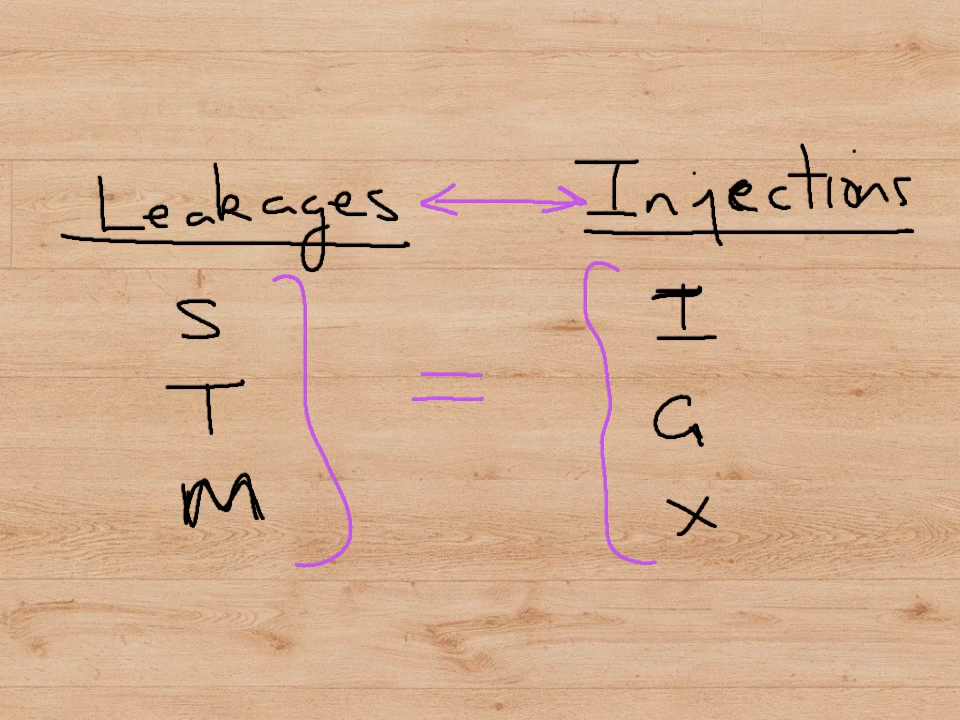 Leakages ↔ Injections
S I
T = G
M X